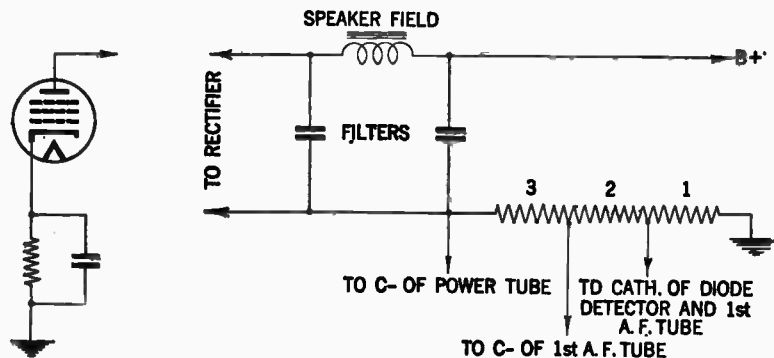 SPEAKER FIELD
B+
TO RECTIFIER
FILTERS
3 2 1
TO C- OF POWER TUBE
TD CATH. OF DIODE
DETECTOR AND 1st
A.F. TUBE
TO C- OF 1st A.F. TUBE